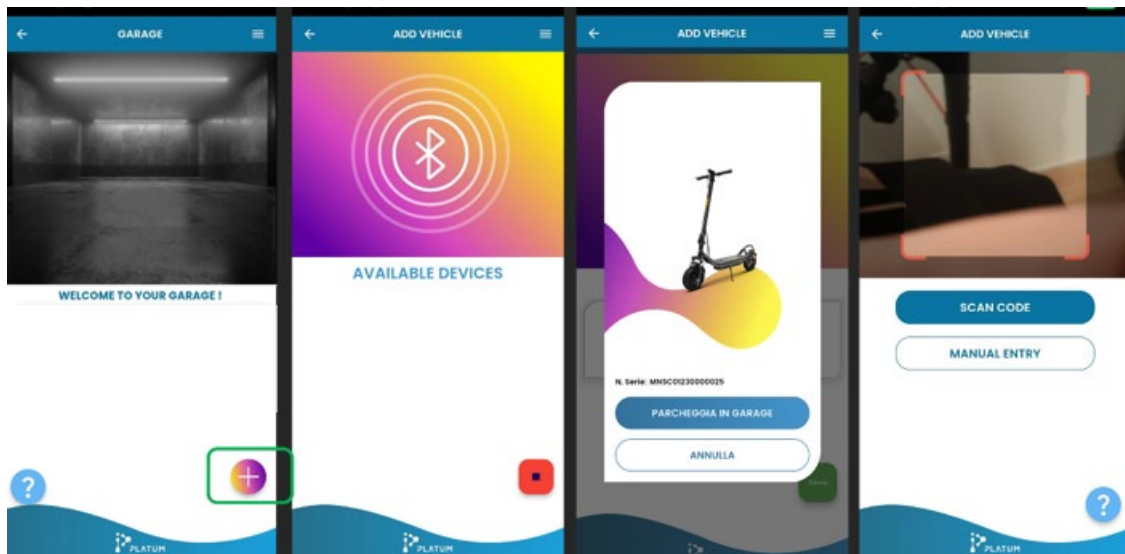 GARAGE
WELCOME TO YOUR GARAGE !
?
PLATUM
ADD VEHICLE
AVAILABLE DEVICES
PLATUM
ADD VEHICLE
N. Serie: MNSC01230000025
PARCHEGGIA IN GARAGE
ANNULLA
ADD VEHICLE
SCAN CODE
MANUAL ENTRY
?
PLATUM